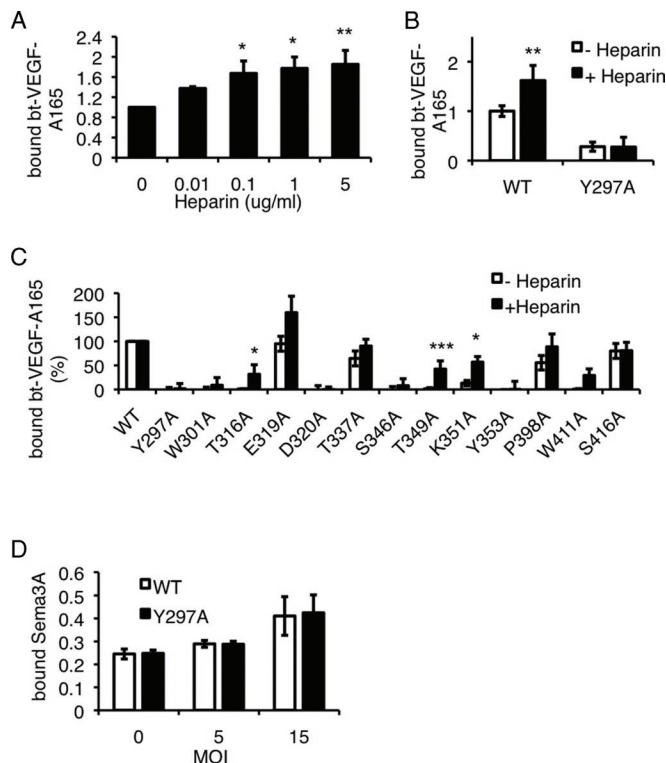 A
bound bt-VEGF-
A165
2.4
2
1.6
1.2
0.8
0.4
0
*
*
**
0 0.01 0.1 1 5
Heparin (ug/ml)
B
bound bt-VEGF-
A165
2
1
0
**
- Heparin
+ Heparin
WT Y297A
C
bound bt-VEGF-A165
(%)
200
150
100
50
0
- Heparin
+Heparin
*
***
*
WT Y297A W301A T316A E319A D320A T337A S346A T349A K351A Y353A P398A W411A S416A
D
bound Sema3A
0.6
0.5
0.4
0.3
0.2
0.1
0
WT
Y297A
0 5 15
MOI